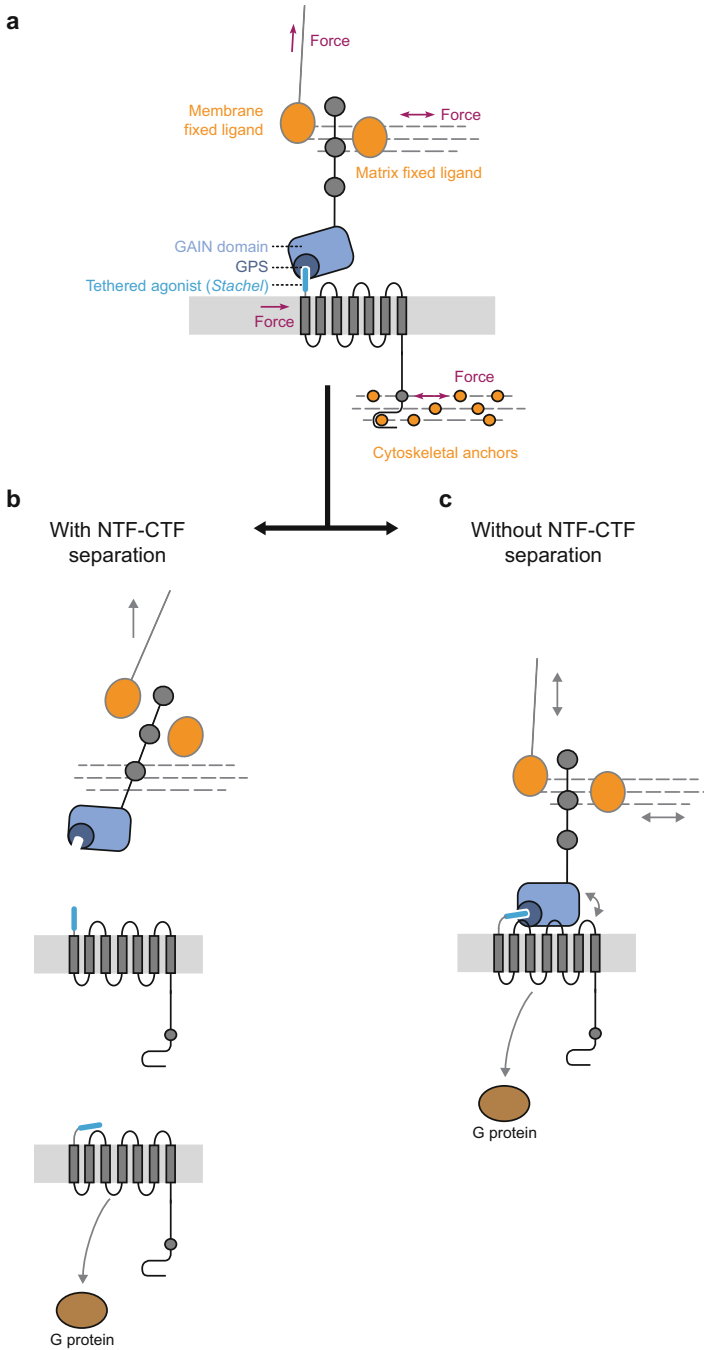 a
Force
Membrane
fixed ligand
Force
Matrix fixed ligand
GAIN domain
GPS
Tethered agonist (Stachel)
Force
Force
Cytoskeletal anchors
b
With NTF-CTF
separation
G protein
c
Without NTF-CTF
separation
G protein